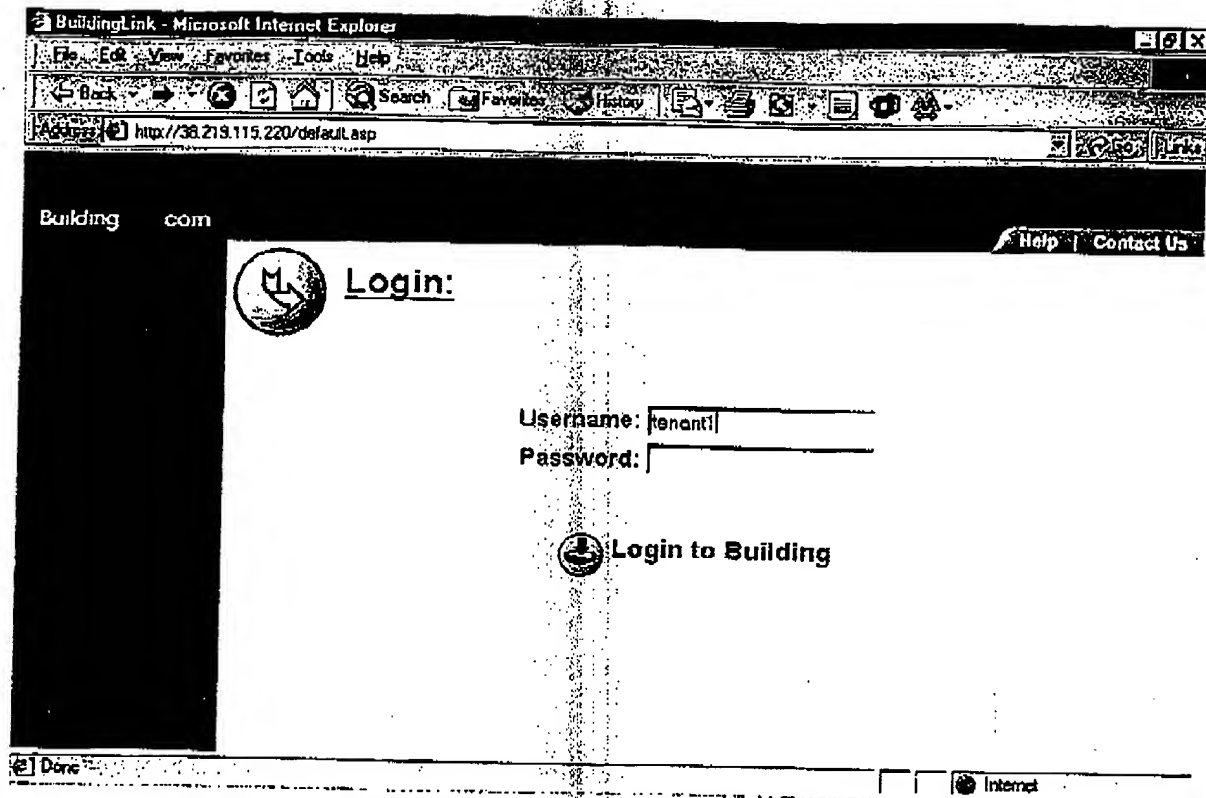 BuildingLink - Microsoft Internet Explorer
File Edit View Favorites Tools Help
Back Search Favorites History
Address http://38.219.115.220/default.asp Go Links
Building com
Help | Contact Us
Login:
Username: tenant1
Password:
Login to Building
Done Internet